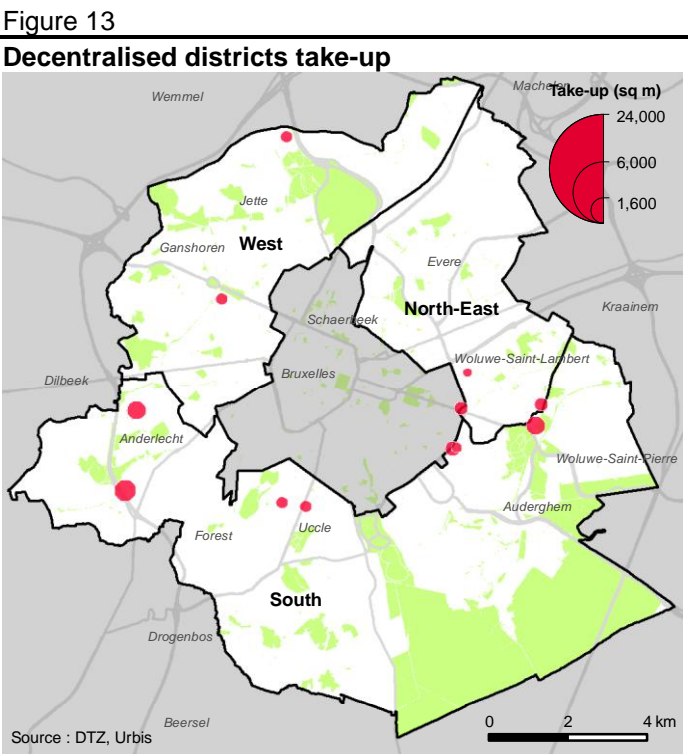 Figure 13
Decentralised districts take-up
Wemmel
Machelen
Take-up (sq m)
24,000
6,000
1,600
Jette
Ganshoren
West
Evere
Kraainem
North-East
Schaerbeek
Woluwe-Saint-Lambert
Dilbeek
Bruxelles
Anderlecht
Woluwe-Saint-Pierre
Auderghem
Forest
Uccle
South
Drogenbos
Beersel
0 2 4 km
Source : DTZ, Urbis